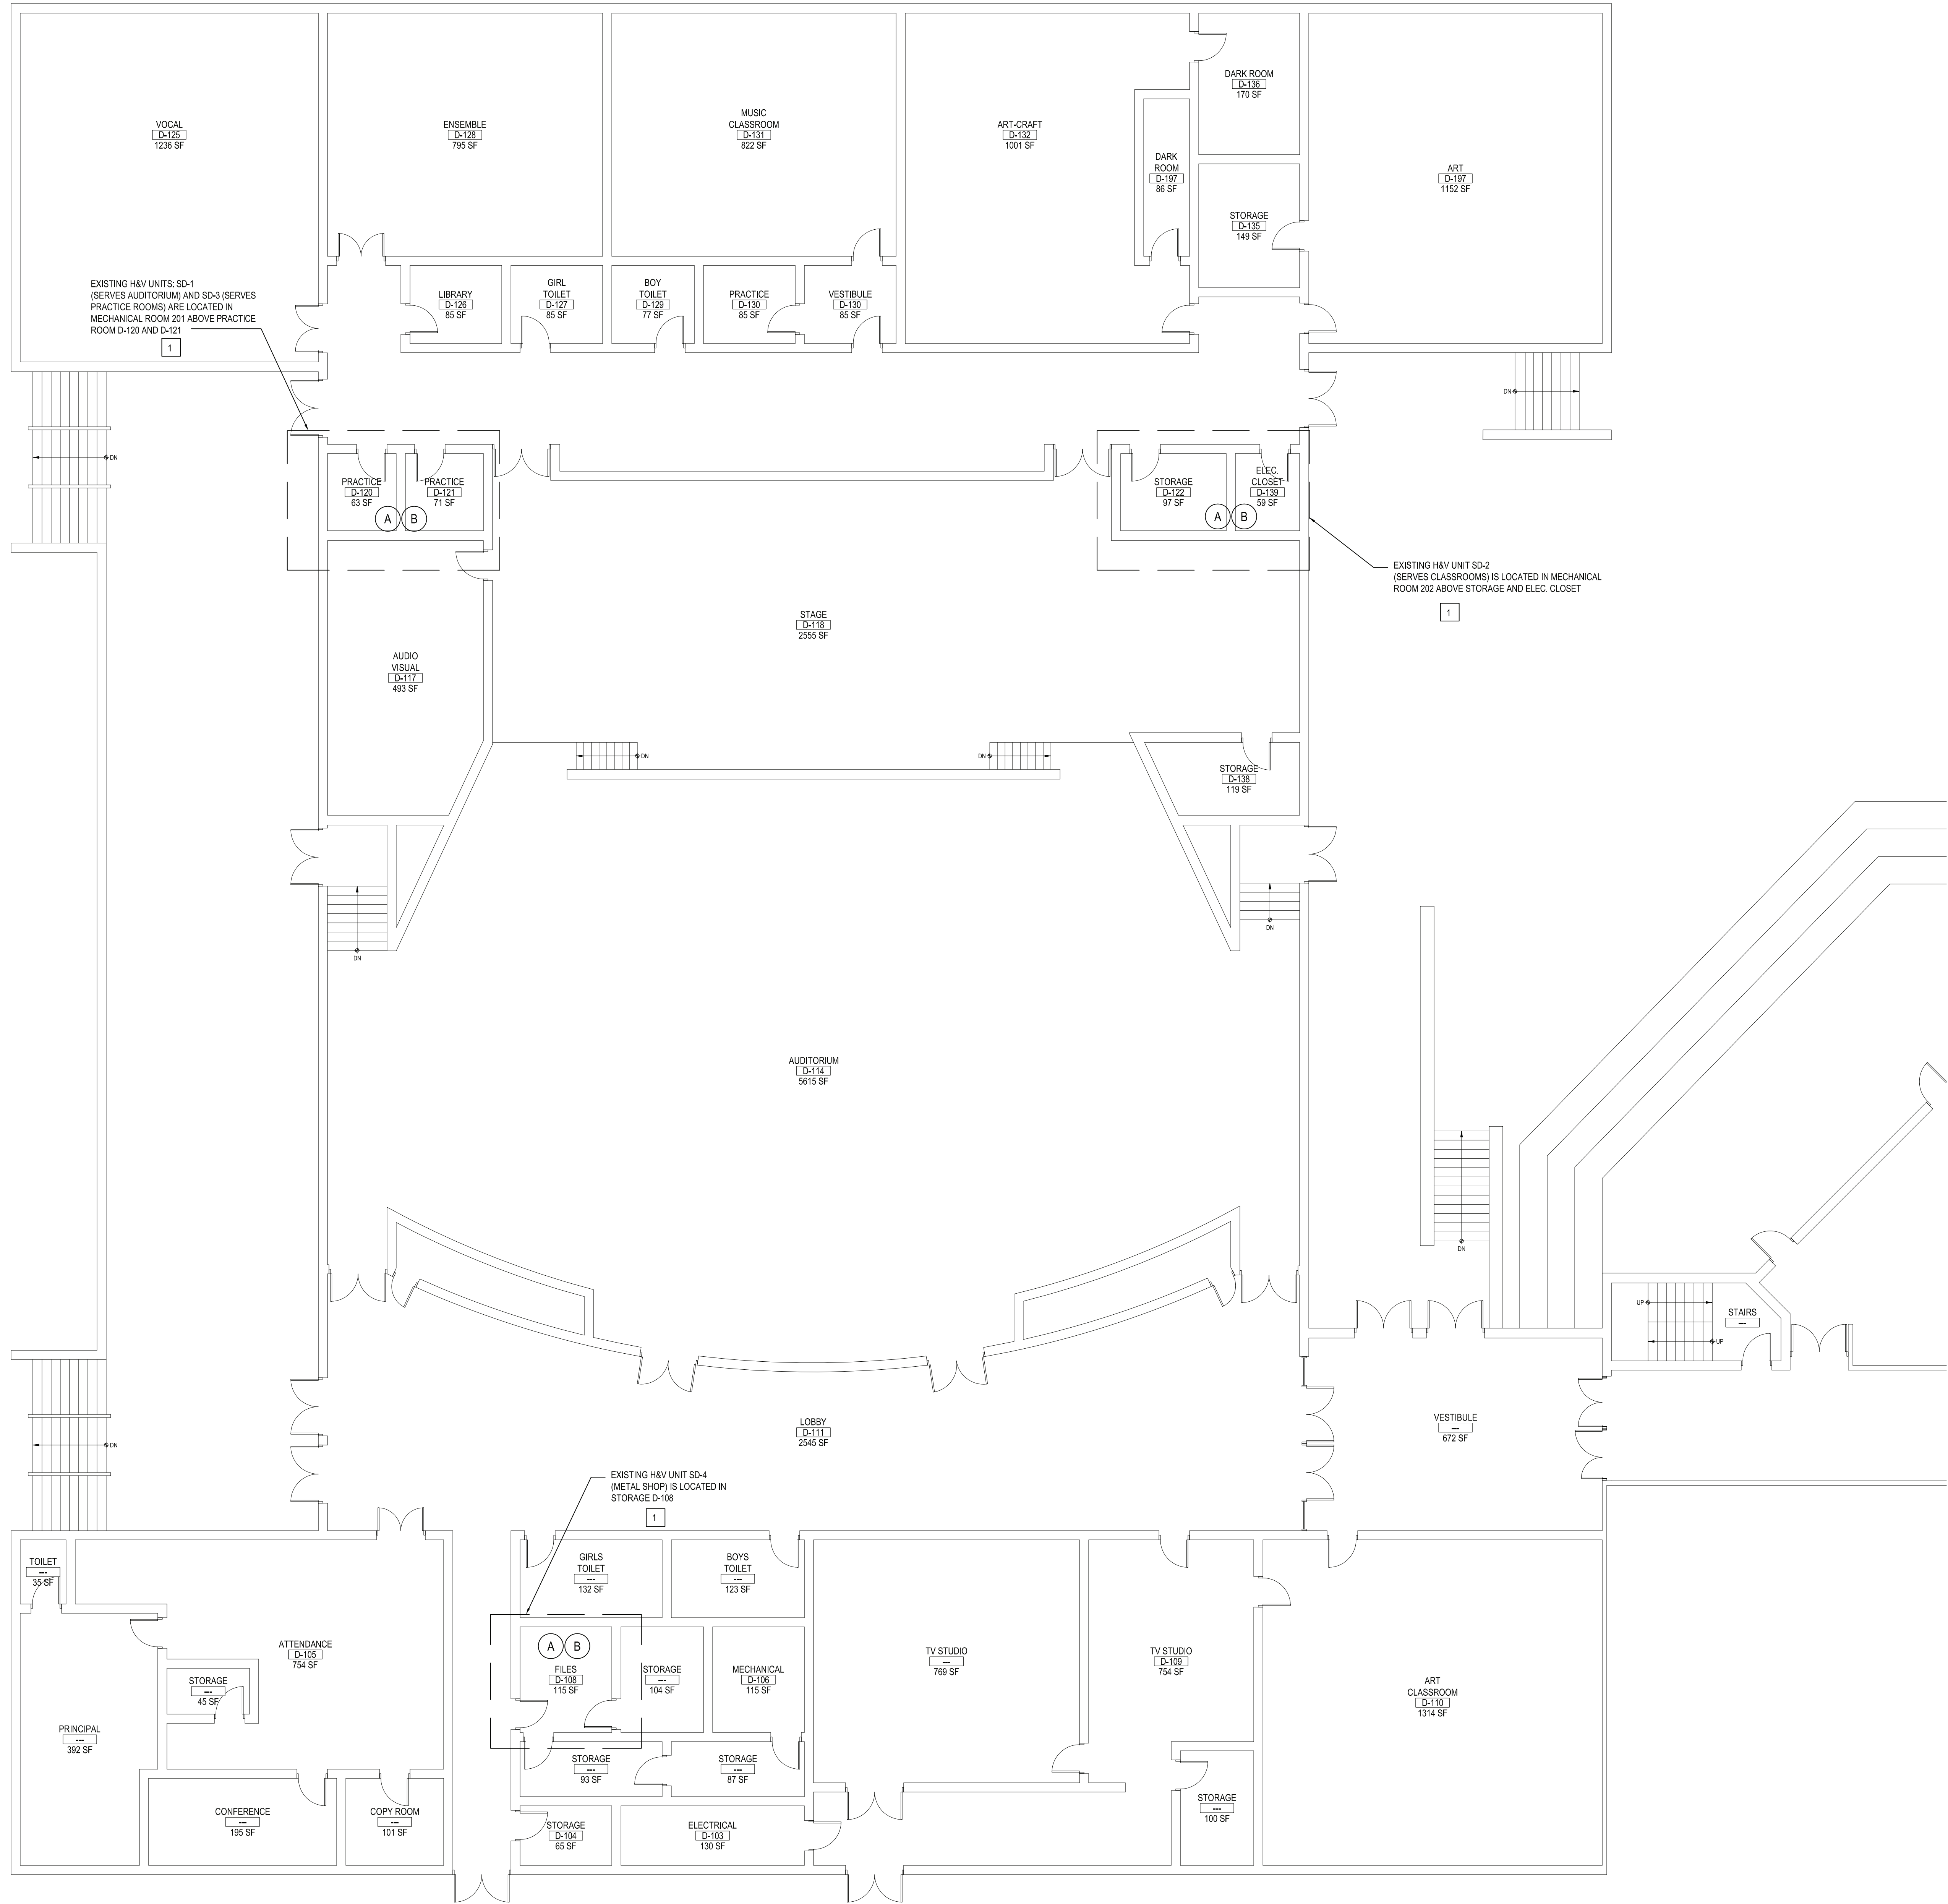 VOCAL
D-125
1236 SF
ENSEMBLE
D-128
795 SF
MUSIC
CLASSROOM
D-131
822 SF
ART-CRAFT
D-132
1001 SF
DARK ROOM
D-136
170 SF
DARK
ROOM
D-197
86 SF
STORAGE
D-135
149 SF
ART
D-197
1152 SF
EXISTING H&V UNITS: SD-1
(SERVES AUDITORIUM) AND SD-3 (SERVES
PRACTICE ROOMS) ARE LOCATED IN
MECHANICAL ROOM 201 ABOVE PRACTICE
ROOM D-120 AND D-121
1
LIBRARY
D-126
85 SF
GIRL
TOILET
D-127
85 SF
BOY
TOILET
D-129
77 SF
PRACTICE
D-130
85 SF
VESTIBULE
D-130
85 SF
DN
DN
PRACTICE
D-120
63 SF
PRACTICE
D-121
71 SF
A
B
STORAGE
D-122
97 SF
ELEC.
CLOSET
D-139
59 SF
A
B
EXISTING H&V UNIT SD-2
(SERVES CLASSROOMS) IS LOCATED IN MECHANICAL
ROOM 202 ABOVE STORAGE AND ELEC. CLOSET
1
STAGE
D-118
2555 SF
AUDIO
VISUAL
D-117
493 SF
DN
DN
STORAGE
D-138
119 SF
DN
DN
AUDITORIUM
D-114
5615 SF
DN
UP
UP
STAIRS
---
LOBBY
D-111
2545 SF
VESTIBULE
---
672 SF
DN
EXISTING H&V UNIT SD-4
(METAL SHOP) IS LOCATED IN
STORAGE D-108
1
TOILET
---
35 SF
GIRLS
TOILET
---
132 SF
BOYS
TOILET
---
123 SF
ATTENDANCE
D-105
754 SF
A
B
FILES
D-108
115 SF
STORAGE
---
104 SF
MECHANICAL
D-106
115 SF
TV STUDIO
---
769 SF
TV STUDIO
D-109
754 SF
ART
CLASSROOM
D-110
1314 SF
STORAGE
---
45 SF
PRINCIPAL
---
392 SF
STORAGE
---
93 SF
STORAGE
---
87 SF
CONFERENCE
---
195 SF
COPY ROOM
---
101 SF
STORAGE
D-104
65 SF
ELECTRICAL
D-103
130 SF
STORAGE
---
100 SF